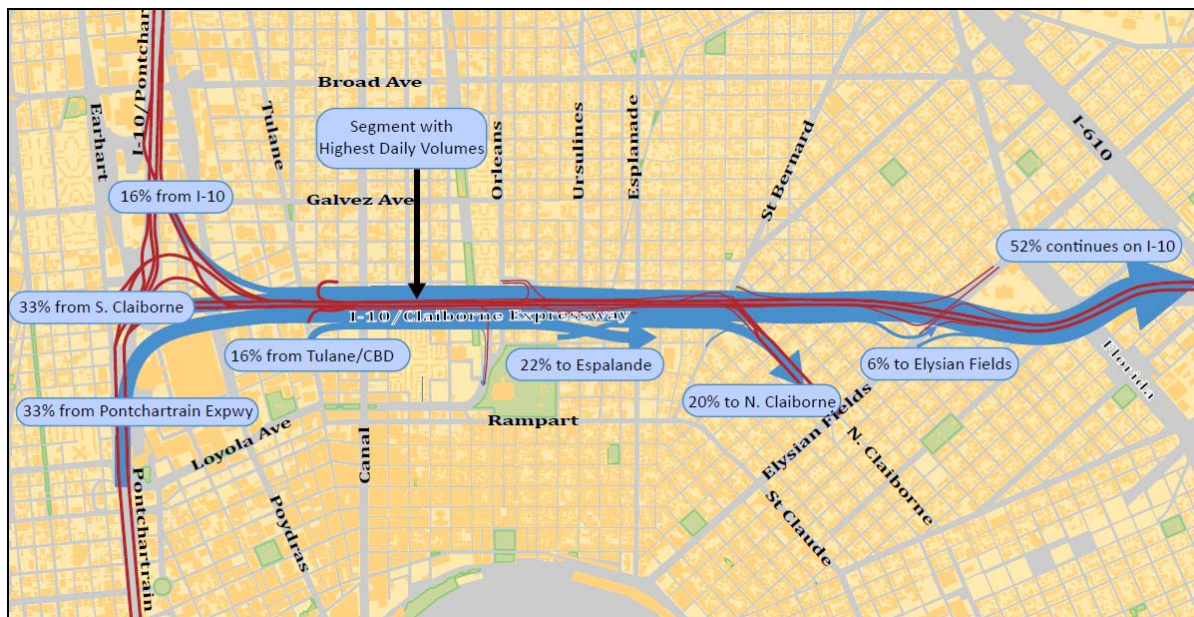 Broad Ave
I-10/Pontchar
Earhart
Tulane
Segment with
Highest Daily Volumes
Orleans
Ursulines
Esplanade
St Bernard
I-610
16% from I-10
Galvez Ave
52% continues on I-10
33% from S. Claiborne
I-10/Claiborne Expressway
16% from Tulane/CBD
22% to Espalande
6% to Elysian Fields
Florida
20% to N. Claiborne
33% from Pontchartrain Expwy
Loyola Ave
Rampart
Canal
Elysian Fields
N. Claiborne
Pontchartrain
Poydras
St Claude